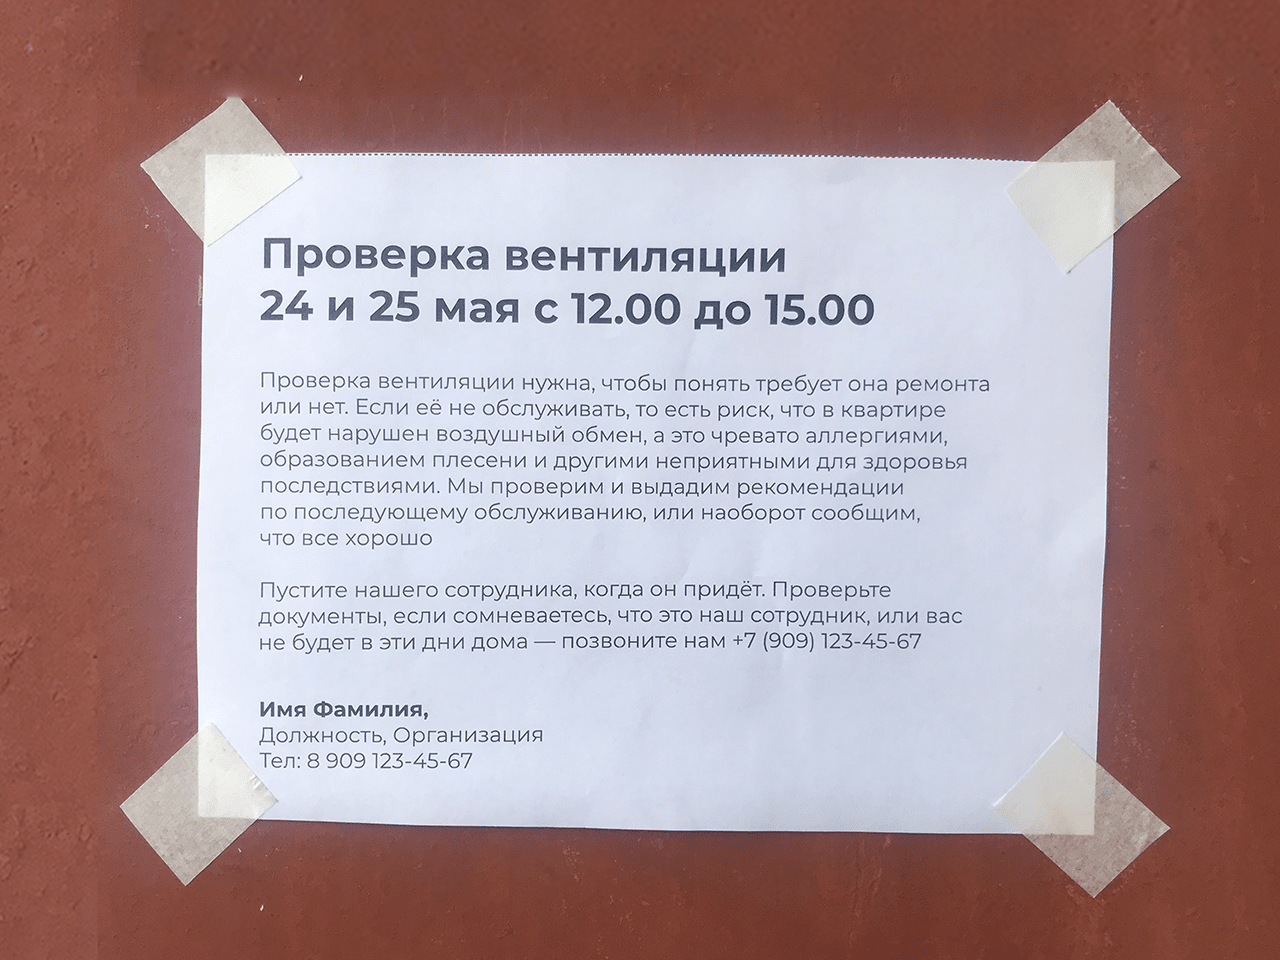 Проверка вентиляции
24 и 25 мая с 12.00 до 15.00
Проверка вентиляции нужна, чтобы понять требует она ремонта
или нет. Если её не обслуживать, то есть риск, что в квартире
будет нарушен воздушный обмен, а это чревато аллергиями,
образованием плесени и другими неприятными для здоровья
последствиями. Мы проверим и выдадим рекомендации
по последующему обслуживанию, или наоборот сообщим,
что все хорошо
Пустите нашего сотрудника, когда он придёт. Проверьте
документы, если сомневаетесь, что это наш сотрудник, или вас
не будет в эти дни дома — позвоните нам +7 (909) 123-45-67
Имя Фамилия,
Должность, Организация
Тел: 8 909 123-45-67